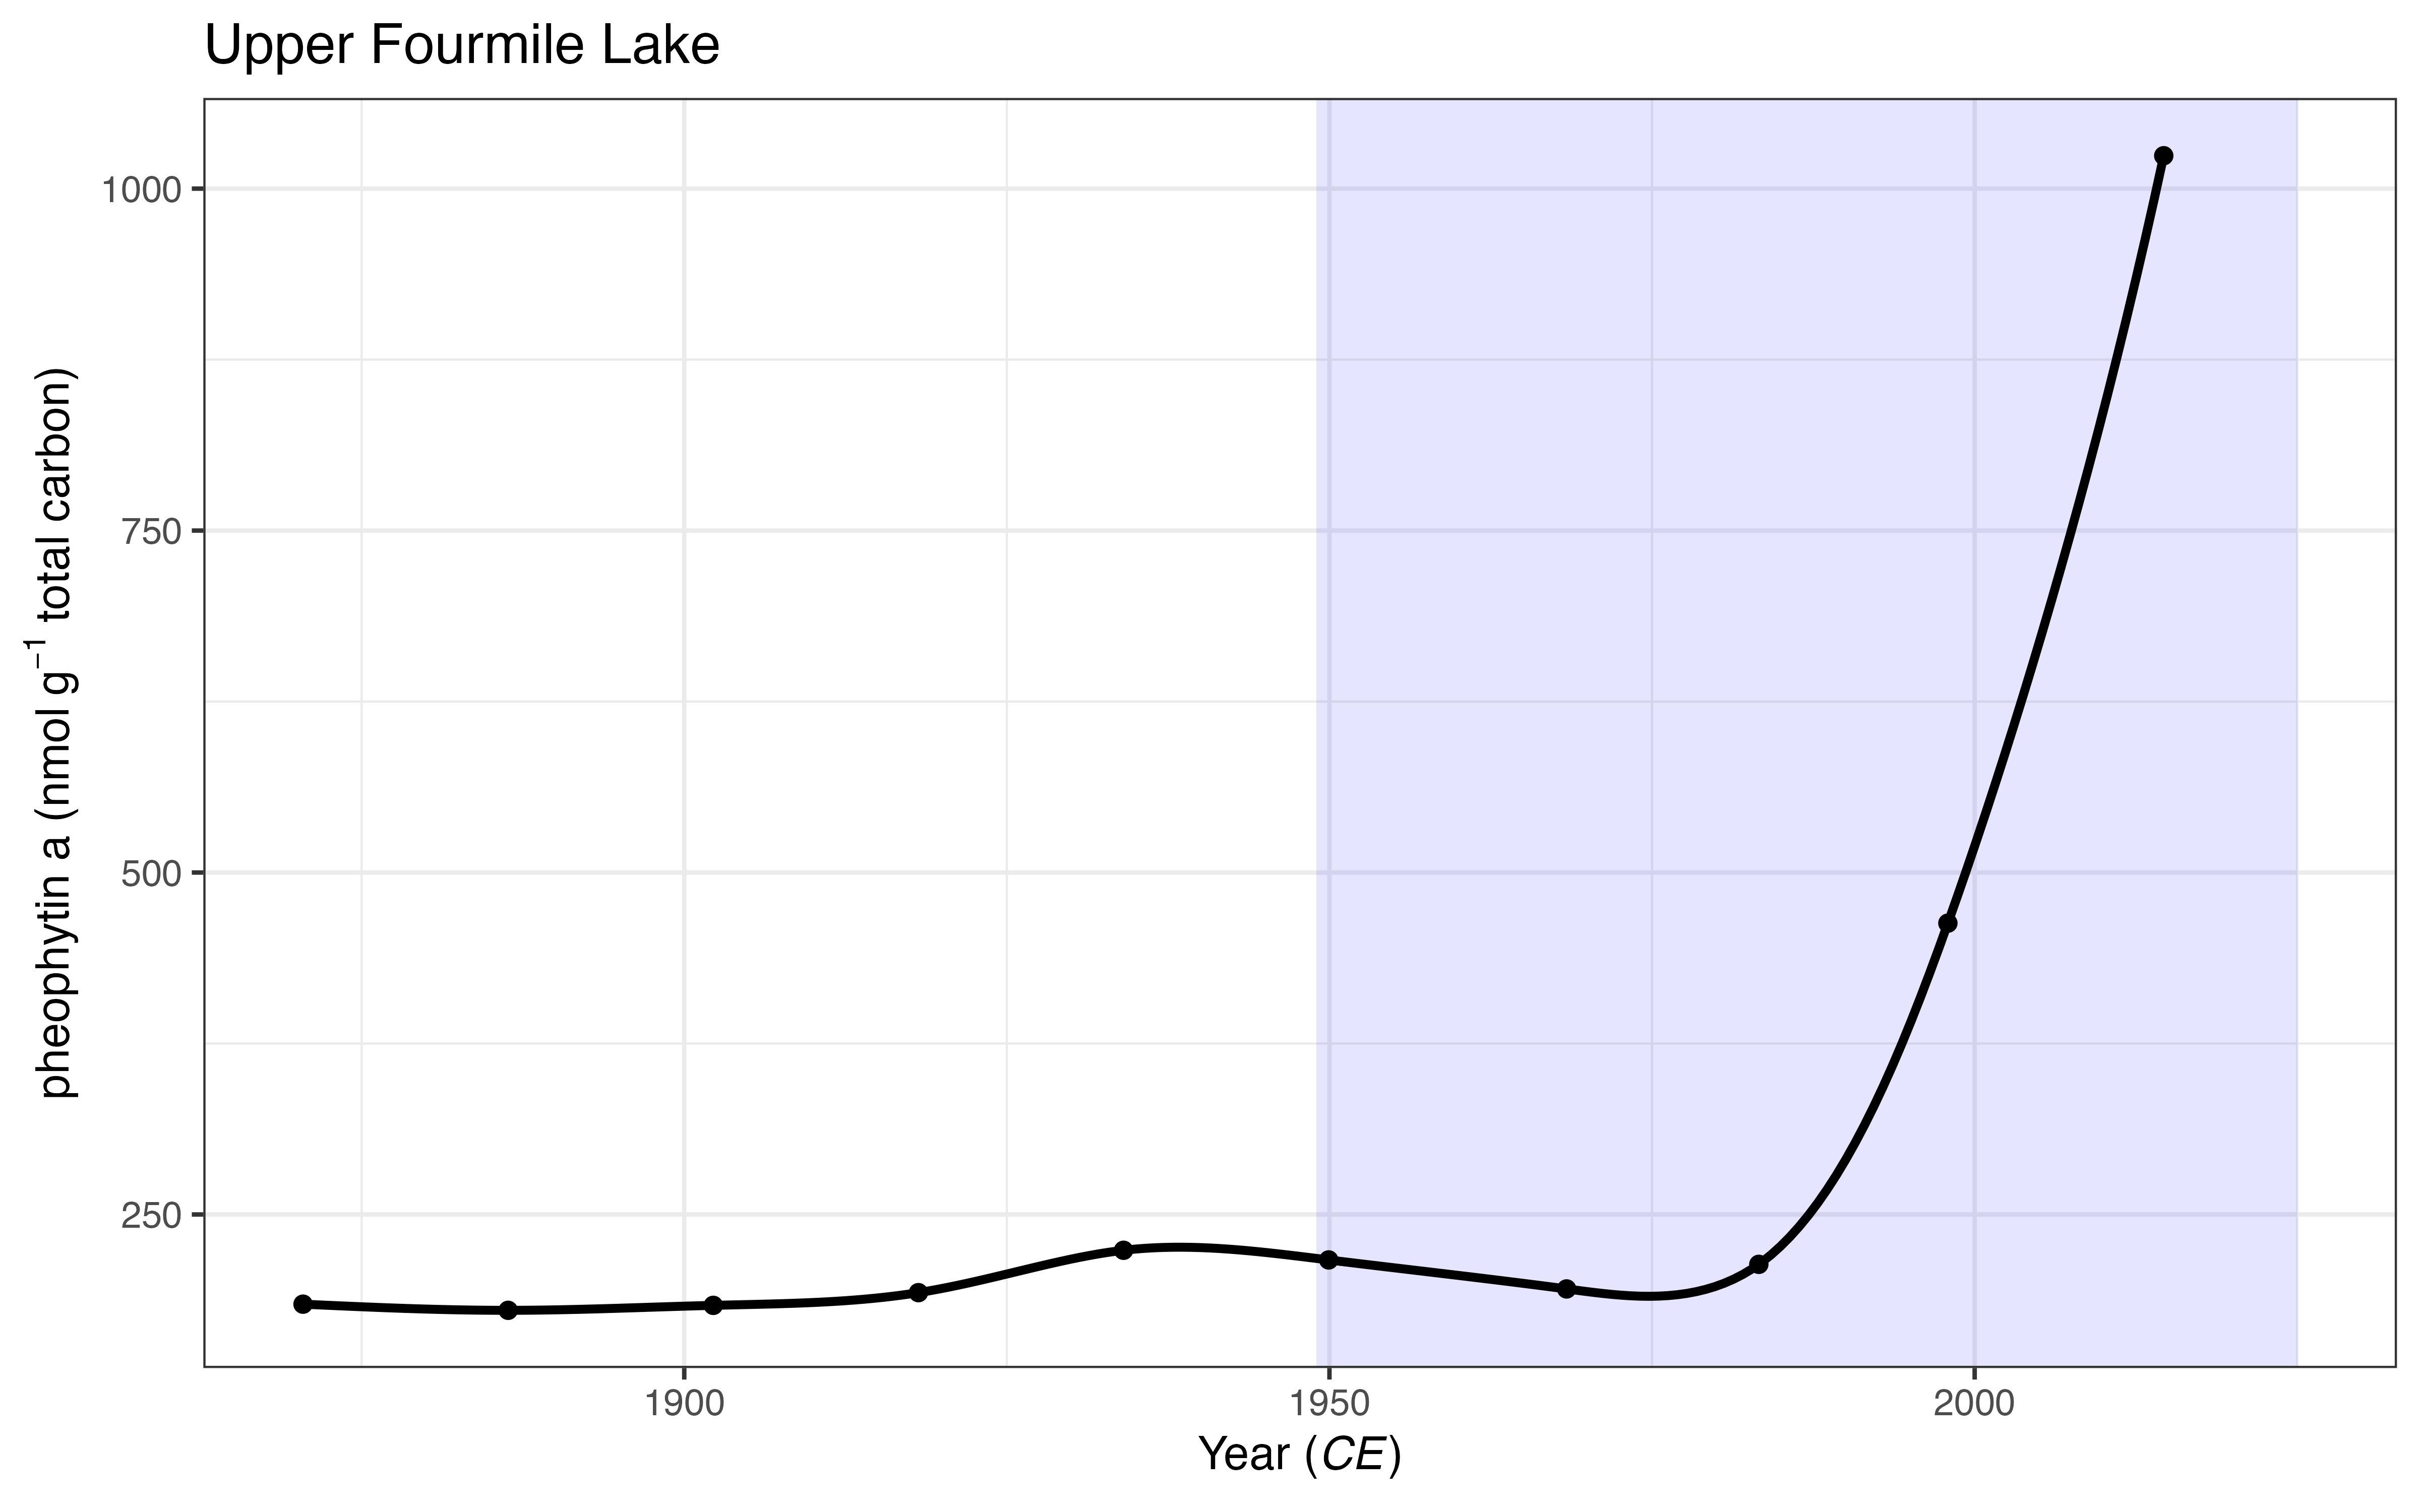 Upper Fourmile Lake
pheophytin a (nmol g⁻¹ total carbon)
1000
750
500
250
1900
1950
2000
Year (CE)